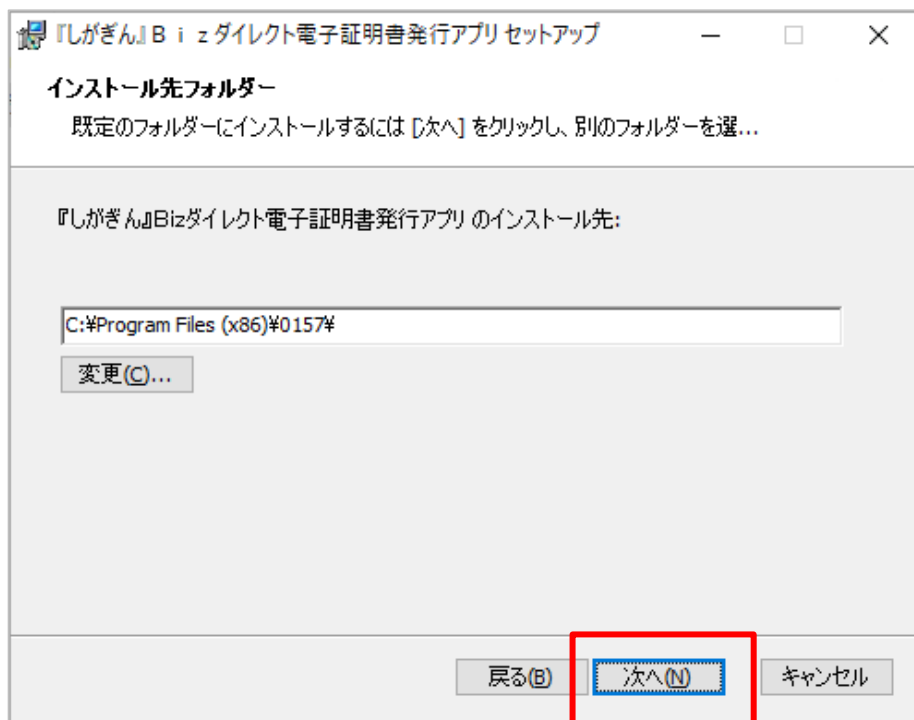 『しがぎん』Ｂｉｚダイレクト電子証明書発行アプリ セットアップ
インストール先フォルダー
既定のフォルダーにインストールするには [次へ] をクリックし、別のフォルダーを選...
『しがぎん』Bizダイレクト電子証明書発行アプリ のインストール先:
C:¥Program Files (x86)¥0157¥
変更(C)...
戻る(B) 次へ(N) キャンセル